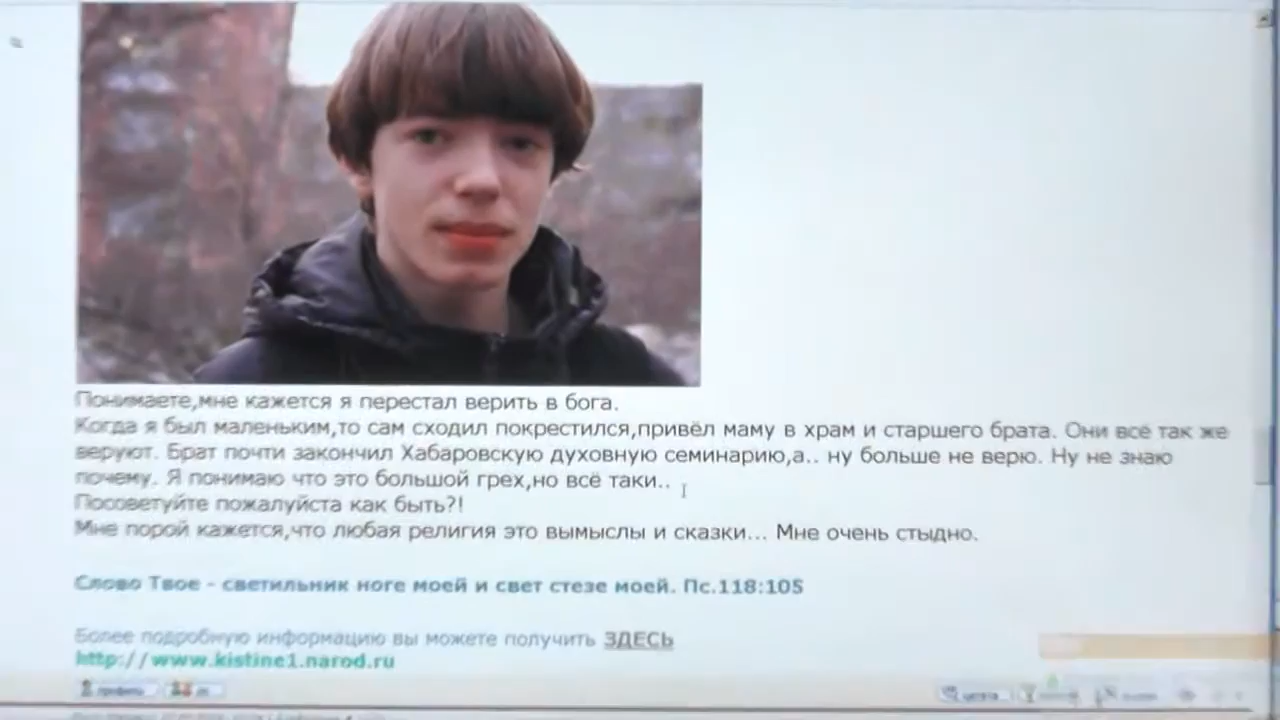 Понимаете,мне кажется я перестал верить в бога.
Когда я был маленьким,то сам сходил покрестился,привёл маму в храм и старшего брата. Они всё так же
веруют. Брат почти закончил Хабаровскую духовную семинарию,а.. ну больше не верю. Ну не знаю
почему. Я понимаю что это большой грех,но всё таки..
Посоветуйте пожалуйста как быть?!
Мне порой кажется,что любая религия это вымыслы и сказки... Мне очень стыдно.
Слово Твое - светильник ноге моей и свет стезе моей. Пс.118:105
Более подробную информацию вы можете получить ЗДЕСЬ
http://www.kistine1.narod.ru
профиль
цитата